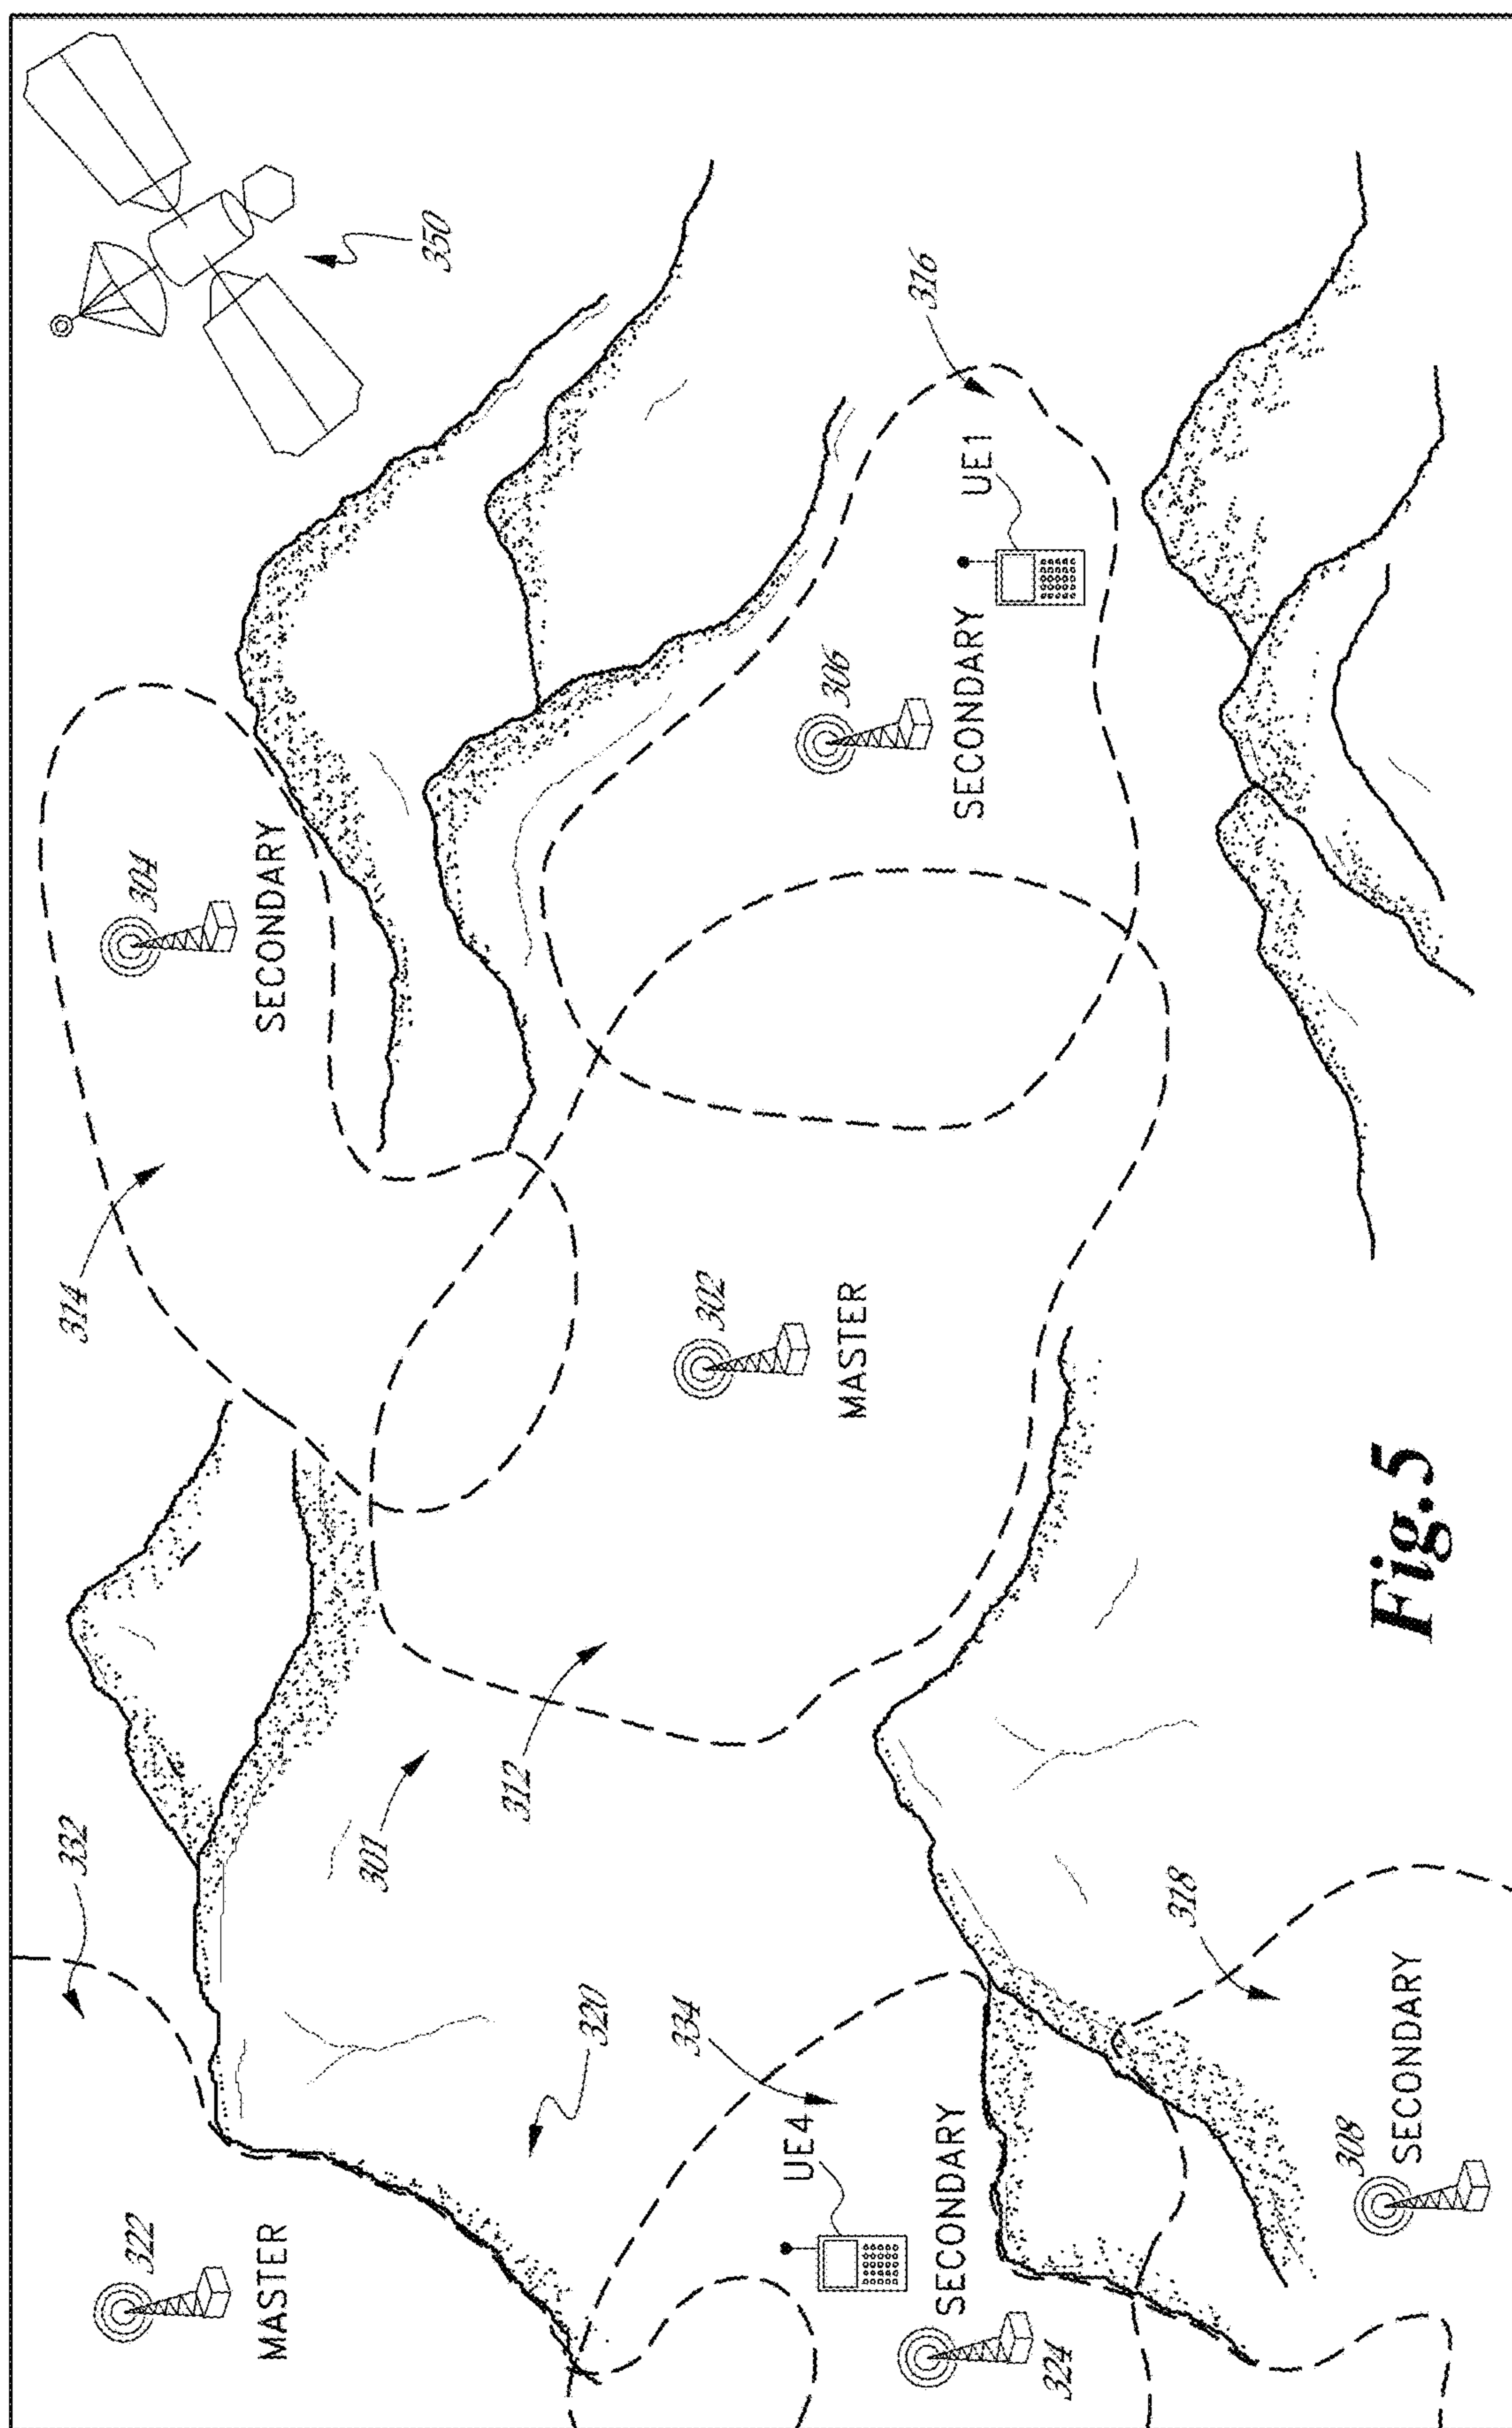 322
MASTER
332
314
304
SECONDARY
350
301
312
320
334
302
MASTER
306
SECONDARY
316
UE1
UE4
SECONDARY
324
318
308
SECONDARY
Fig.5